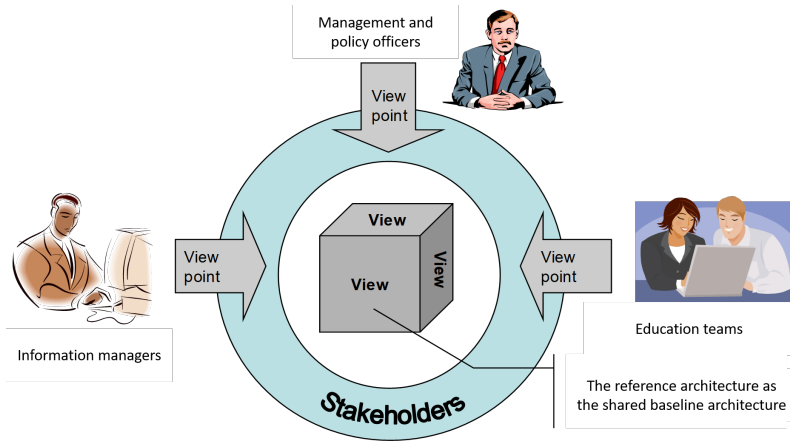 Management and
policy officers
View
point
View
View
View
View
point
View
point
Information managers
Education teams
The reference architecture as
the shared baseline architecture
Stakeholders